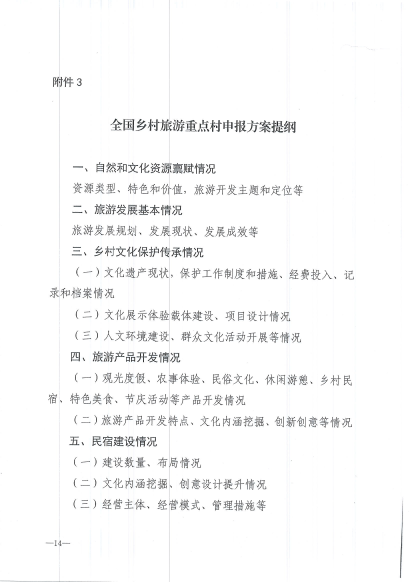 附件 3
全国乡村旅游重点村申报方案提纲
一、自然和文化资源禀赋情况
资源类型、特色和价值，旅游开发主题和定位等
二、旅游发展基本情况
旅游发展规划、发展现状、发展成效等
三、乡村文化保护传承情况
（一）文化遗产现状，保护工作制度和措施、经费投入、记
录和档案情况
（二）文化展示体验载体建设、项目设计情况
（三）人文环境建设、群众文化活动开展等情况
四、旅游产品开发情况
（一）观光度假、农事体验、民俗文化、休闲游憩、乡村民
宿、特色美食、节庆活动等产品开发情况
（二）旅游产品开发特点、文化内涵挖掘、创新创意等情况
五、民宿建设情况
（一）建设数量、布局情况
（二）文化内涵挖掘、创意设计提升情况
（三）经营主体、经营模式、管理措施等
—14—